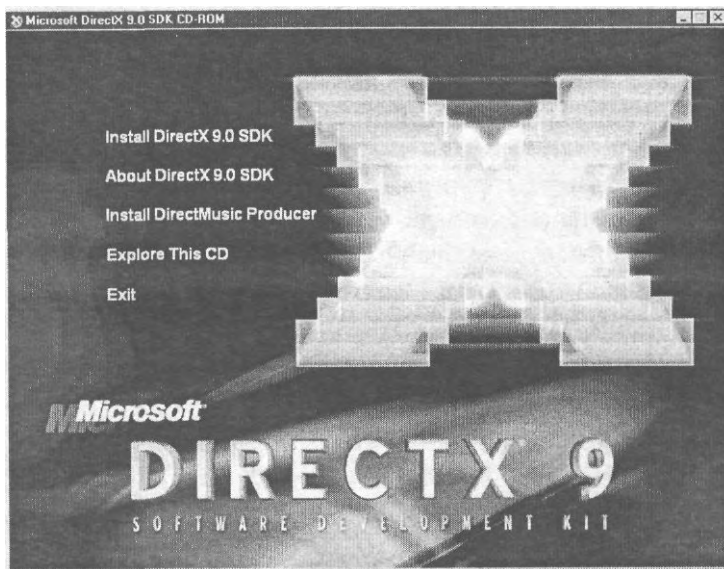 Microsoft DirectX 9.0 SDK CD-ROM
Install DirectX 9.0 SDK
About DirectX 9.0 SDK
Install DirectMusic Producer
Explore This CD
Exit
Microsoft
DIRECTX 9
SOFTWARE DEVELOPMENT KIT